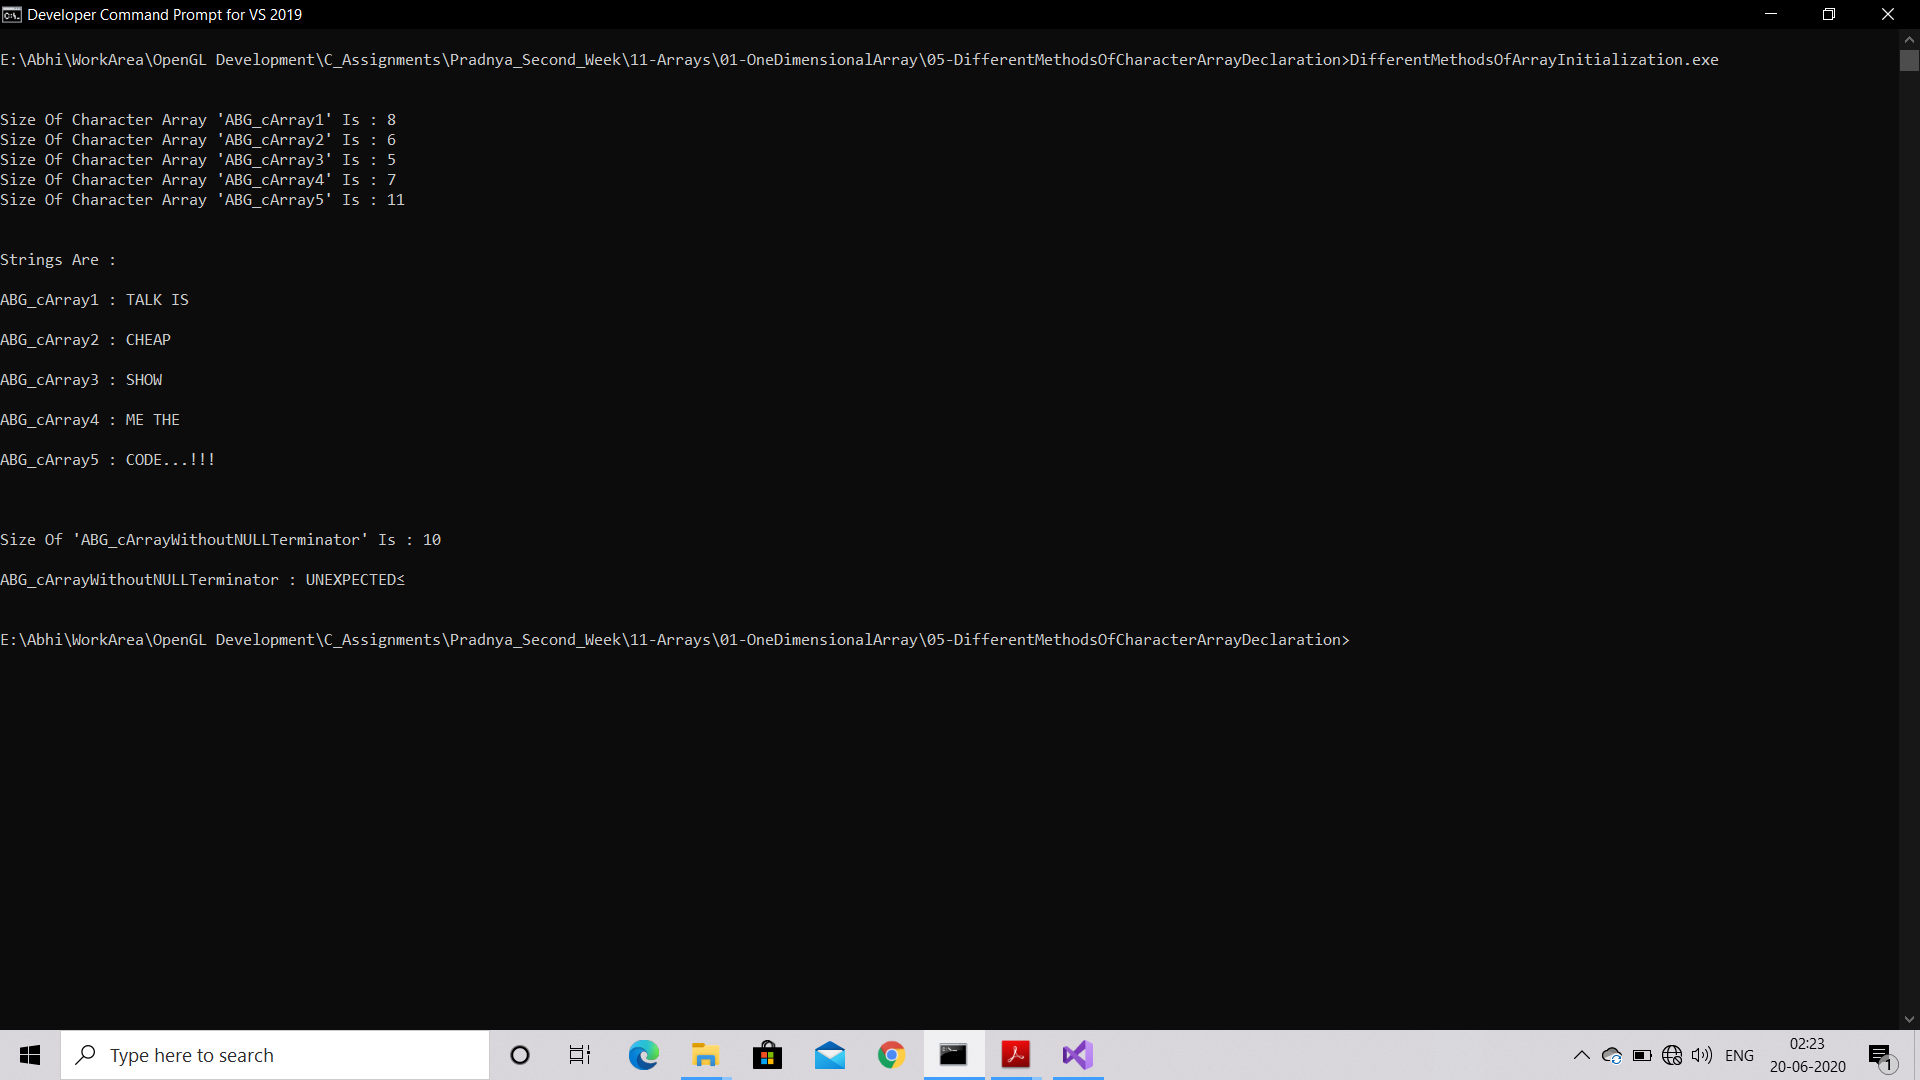 Developer Command Prompt for VS 2019
E:\Abhi\WorkArea\OpenGL Development\C_Assignments\Pradnya_Second_Week\11-Arrays\01-OneDimensionalArray\05-DifferentMethodsOfCharacterArrayDeclaration>DifferentMethodsOfArrayInitialization.exe
Size Of Character Array 'ABG_cArray1' Is : 8
Size Of Character Array 'ABG_cArray2' Is : 6
Size Of Character Array 'ABG_cArray3' Is : 5
Size Of Character Array 'ABG_cArray4' Is : 7
Size Of Character Array 'ABG_cArray5' Is : 11
Strings Are :
ABG_cArray1 : TALK IS
ABG_cArray2 : CHEAP
ABG_cArray3 : SHOW
ABG_cArray4 : ME THE
ABG_cArray5 : CODE...!!!
Size Of 'ABG_cArrayWithoutNULLTerminator' Is : 10
ABG_cArrayWithoutNULLTerminator : UNEXPECTED≤
E:\Abhi\WorkArea\OpenGL Development\C_Assignments\Pradnya_Second_Week\11-Arrays\01-OneDimensionalArray\05-DifferentMethodsOfCharacterArrayDeclaration>
Type here to search
ENG
02:23
20-06-2020
1